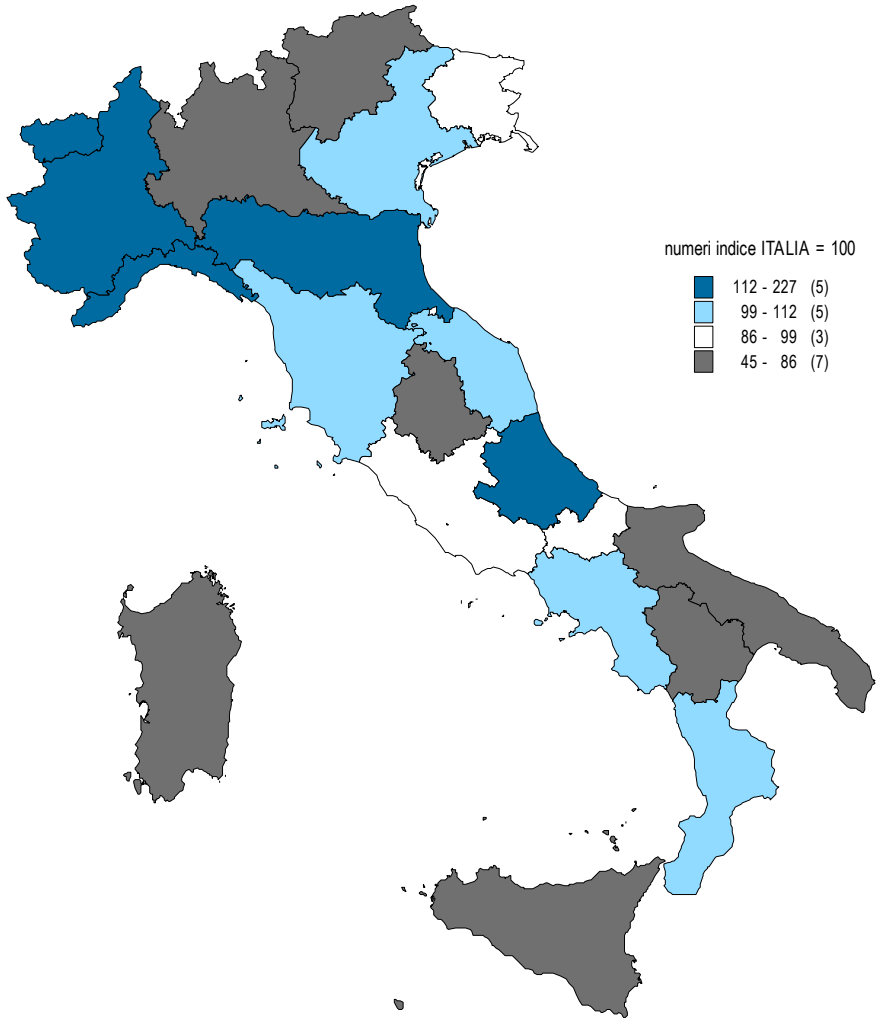 numeri indice ITALIA = 100
112 - 227 (5)
99 - 112 (5)
86 - 99 (3)
45 - 86 (7)